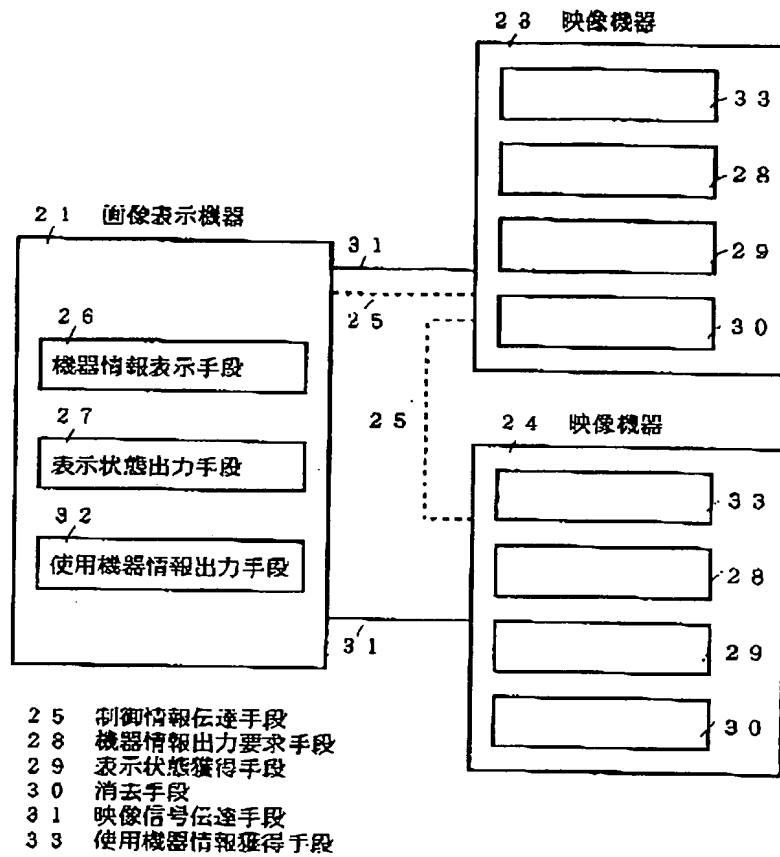 ２３ 映像機器
３３
２８
２９
３０
２１ 画像表示機器
３１
２５
２６
機器情報表示手段
２７
表示状態出力手段
３２
使用機器情報出力手段
２５
２４ 映像機器
３３
２８
２９
３０
３１
２５ 制御情報伝達手段
２８ 機器情報出力要求手段
２９ 表示状態獲得手段
３０ 消去手段
３１ 映像信号伝達手段
３３ 使用機器情報獲得手段